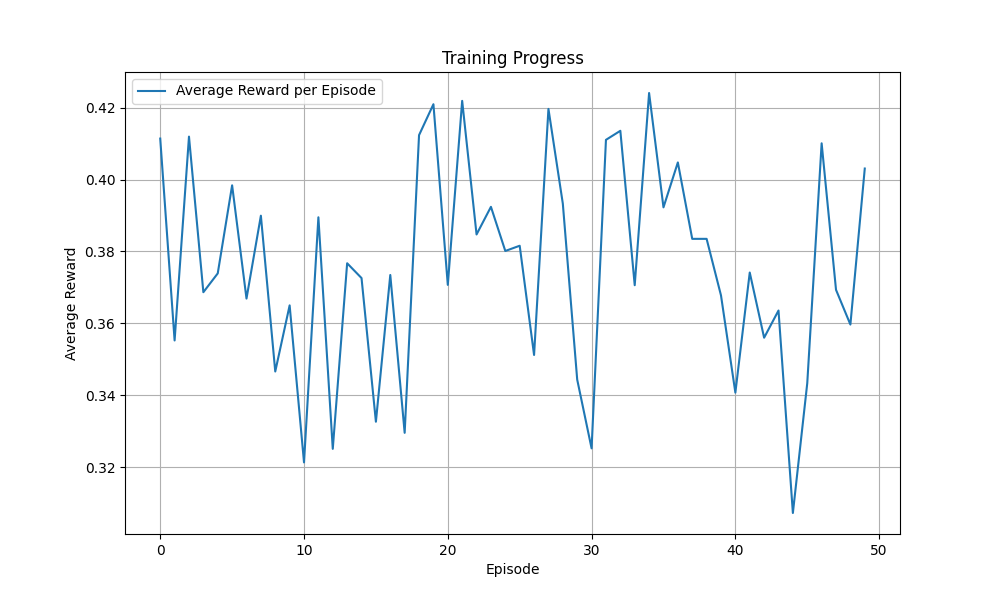 Training Progress
Average Reward per Episode
Average Reward
0.42
0.40
0.38
0.36
0.34
0.32
0 10 20 30 40 50
Episode